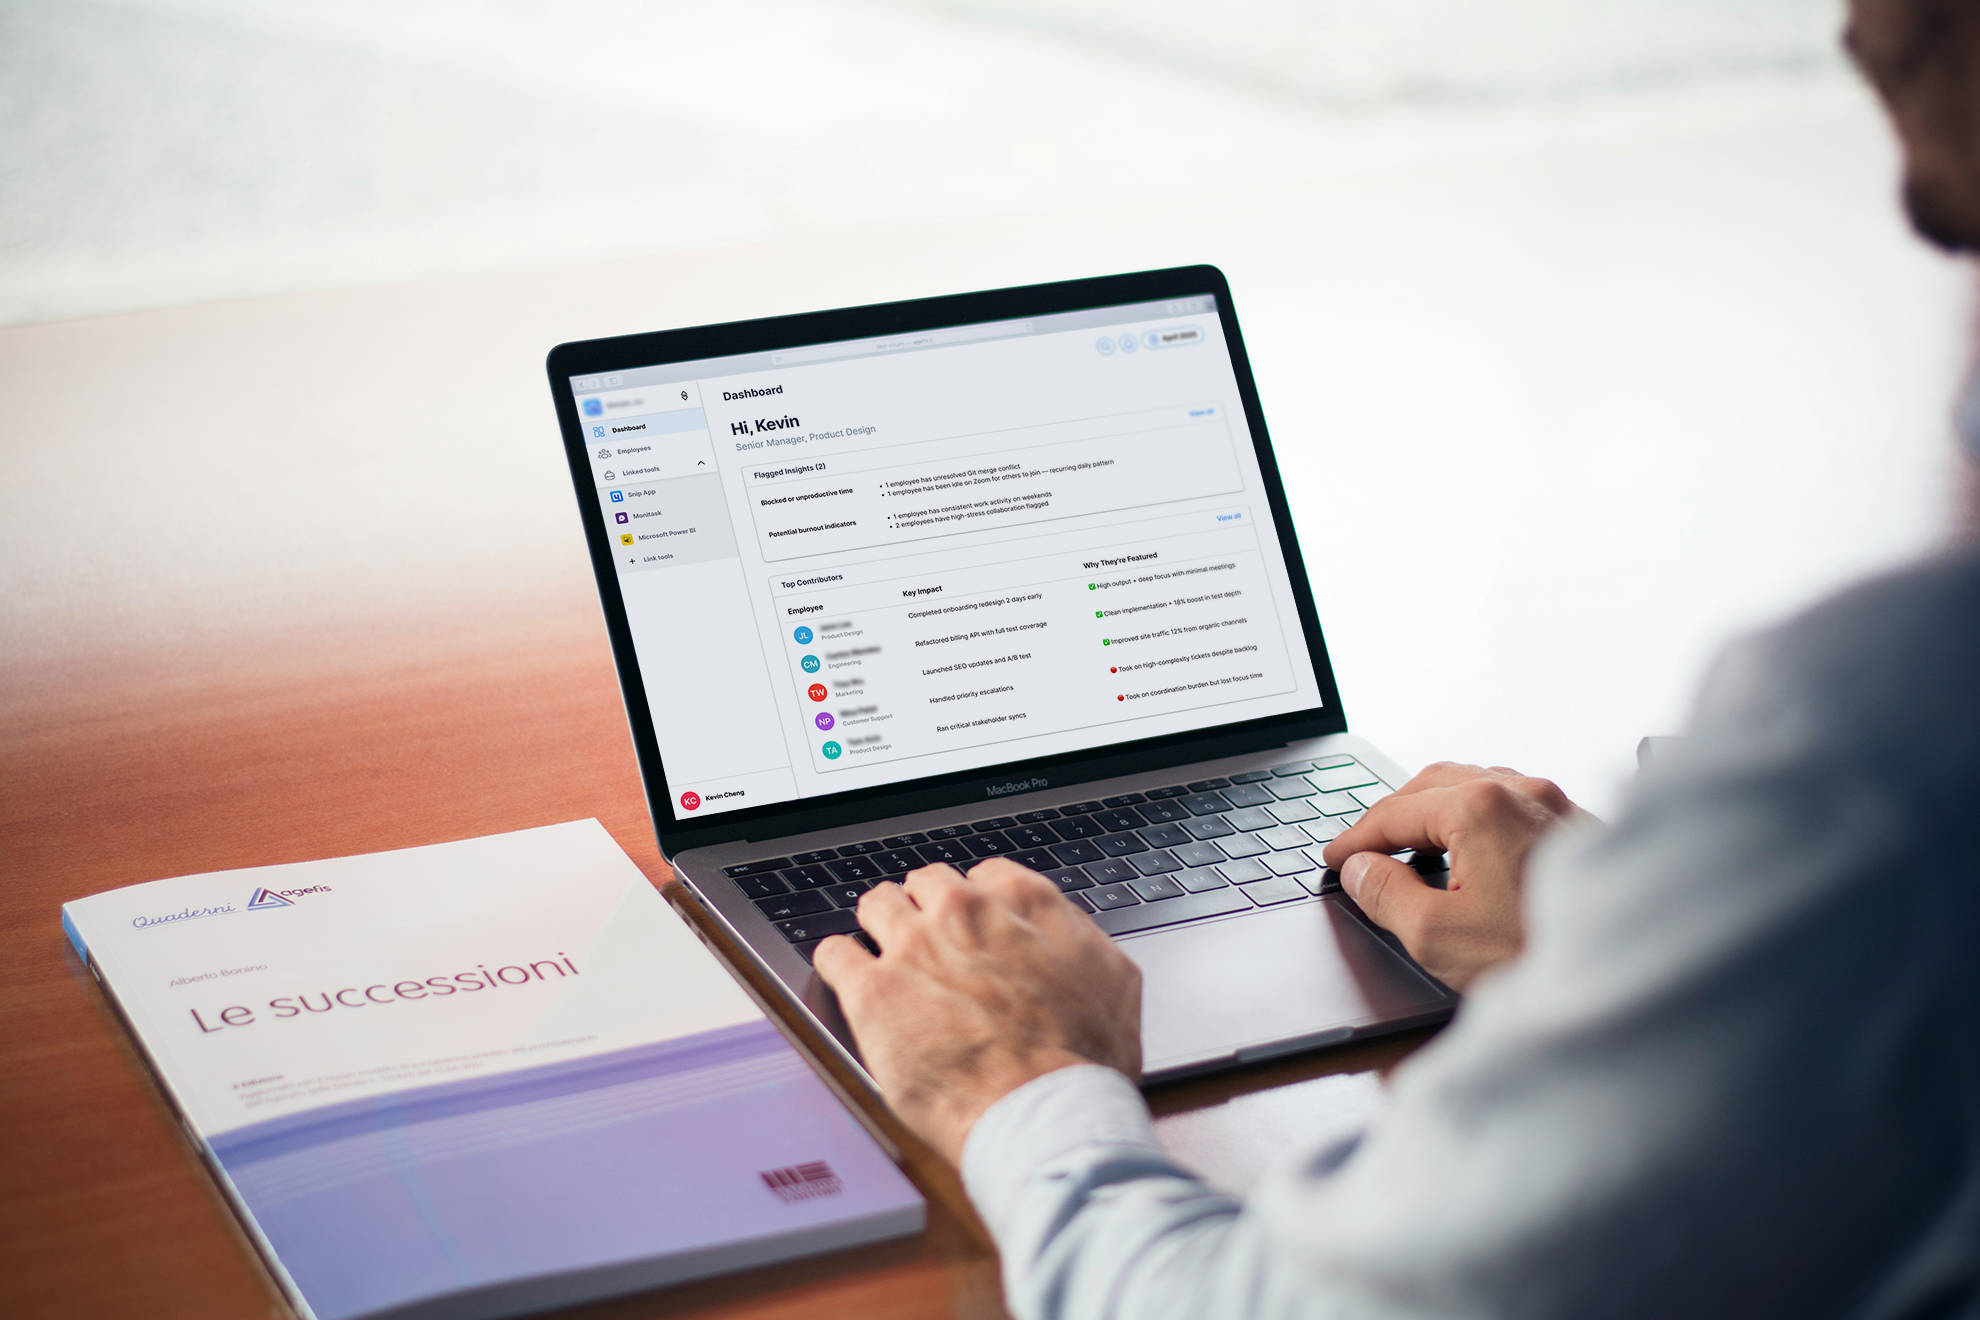 Dashboard
Employees
Linked tools
Snip App
Monitask
Microsoft Power BI
+ Link tools
KC Kevin Cheng
Dashboard
Hi, Kevin
Senior Manager, Product Design
Flagged Insights (2)
View all
Blocked or unproductive time
• 1 employee has unresolved Git merge conflict
• 1 employee has been idle on Zoom for others to join — recurring daily pattern
Potential burnout indicators
• 1 employee has consistent work activity on weekends
• 2 employees have high-stress collaboration flagged
Top Contributors
View all
Employee Key Impact Why They're Featured
JL Product Design Completed onboarding redesign 2 days early ✅ High output + deep focus with minimal meetings
CM Engineering Refactored billing API with full test coverage ✅ Clean implementation + 18% boost in test depth
TW Marketing Launched SEO updates and A/B test ✅ Improved site traffic 12% from organic channels
NP Customer Support Handled priority escalations 🔴 Took on high-complexity tickets despite backlog
TA Product Design Ran critical stakeholder syncs 🔴 Took on coordination burden but lost focus time
MacBook Pro
esc
Quaderni agefis
Alberto Bonino
Le successioni